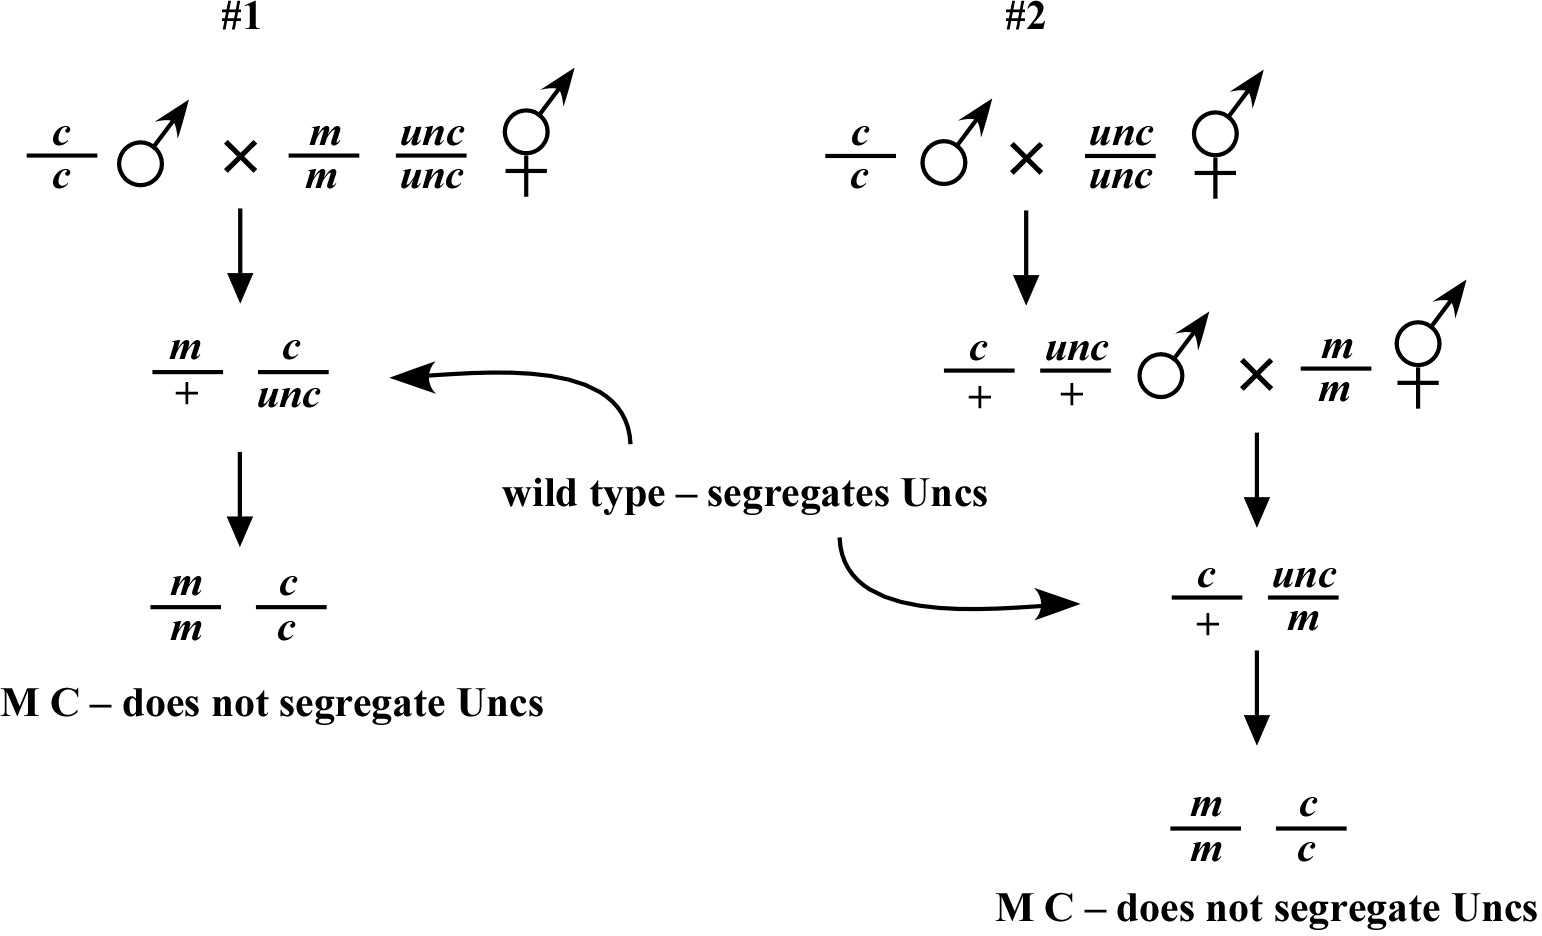 #1 #2
c m unc c unc
c m unc c unc
m c c unc m
+ unc + + m
wild type – segregates Uncs
m c c unc
m c + m
M C – does not segregate Uncs
m c
m c
M C – does not segregate Uncs